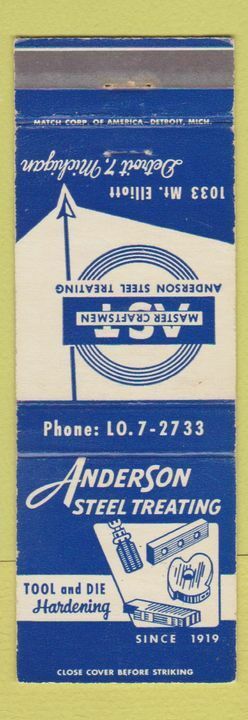 MATCH CORP. OF AMERICA-DETROIT, MICH.
1033 Mt. Elliott
Detroit 7, Michigan
ANDERSON STEEL TREATING
AST
MASTER CRAFTSMEN
Phone: LO. 7-2733
ANDERSON
STEEL TREATING
TOOL and DIE
Hardening
SINCE 1919
CLOSE COVER BEFORE STRIKING